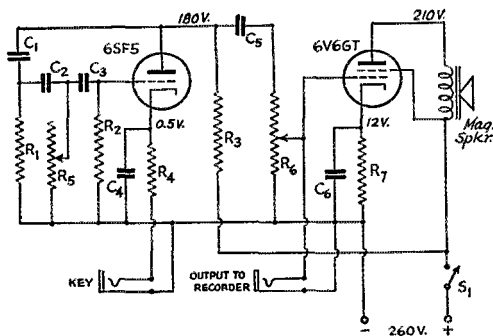 180V.
210V.
C1
6SF5
C5
6V6GT
C2
C3
0.5V.
12V.
Mag.
Spkr.
R1
R5
R2
C4
R4
R3
R6
C6
R7
KEY
OUTPUT TO
RECORDER
S1
−
260V.
+